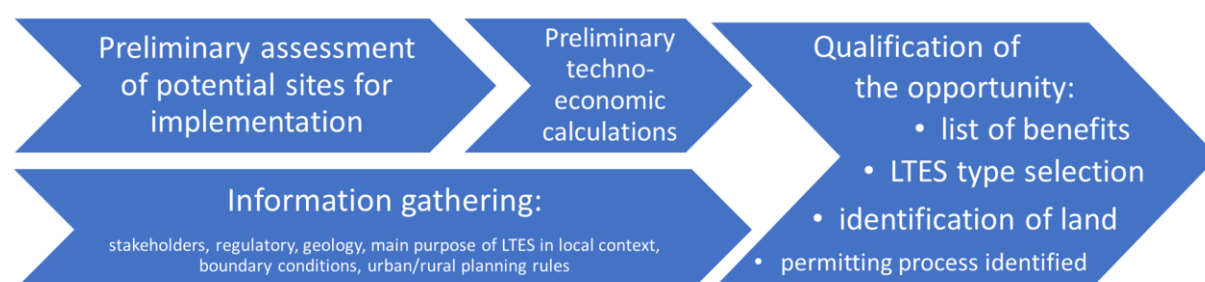 Preliminary assessment
of potential sites for
implementation
Preliminary
techno-
economic
calculations
Qualification of
the opportunity:
• list of benefits
• LTES type selection
• identification of land
• permitting process identified
Information gathering:
stakeholders, regulatory, geology, main purpose of LTES in local context,
boundary conditions, urban/rural planning rules